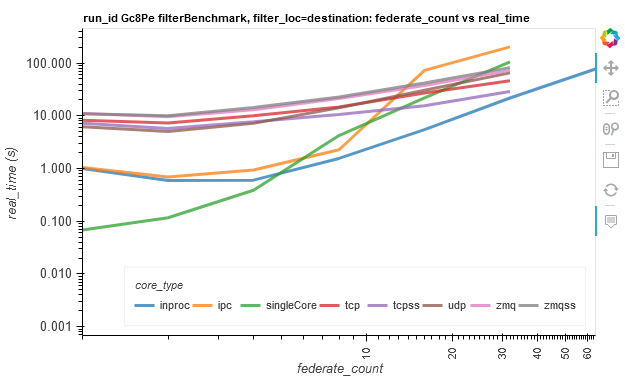 run_id Gc8Pe filterBenchmark, filter_loc=destination: federate_count vs real_time
100.000
10.000
1.000
0.100
0.010
0.001
real_time (s)
core_type
inproc ipc singleCore tcp tcpss udp zmq zmqss
10 20 30 40 50 60
federate_count